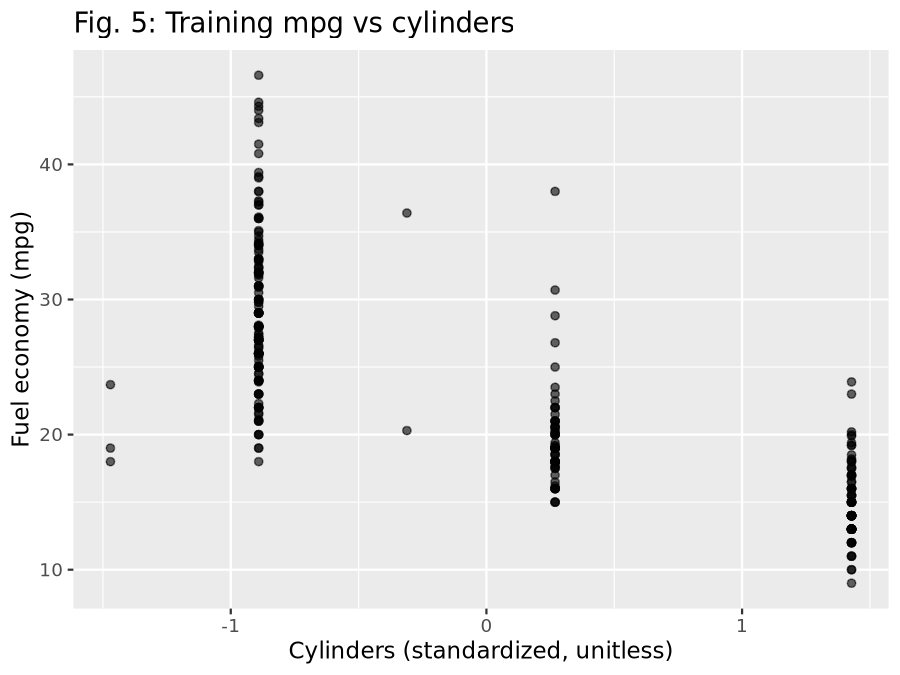 Fig. 5: Training mpg vs cylinders
Fuel economy (mpg)
40
30
20
10
-1
0
1
Cylinders (standardized, unitless)